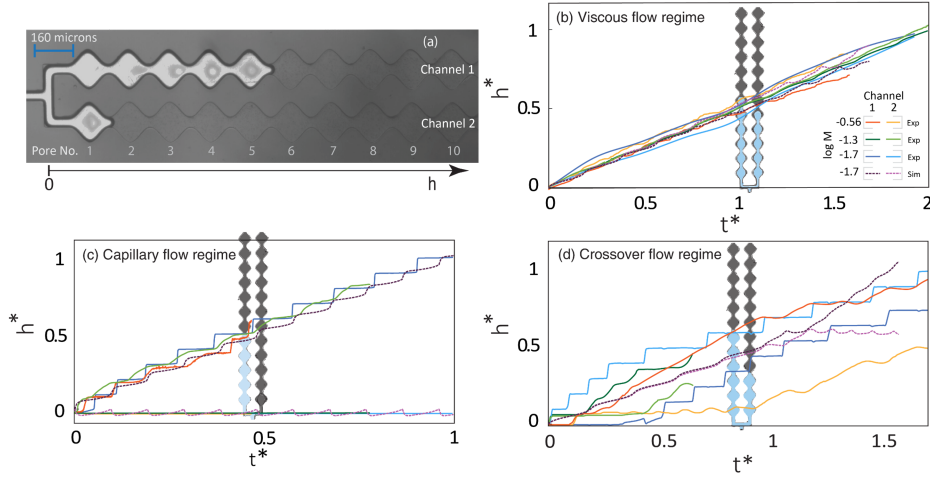 160 microns
(a)
Channel 1
Channel 2
Pore No. 1 2 3 4 5 6 7 8 9 10
0
h
(b) Viscous flow regime
h*
1
0.5
0
0 0.5 1 1.5 2
t*
Channel
1 2
log M
-0.56 Exp
-1.3 Exp
-1.7 Exp
-1.7 Sim
(c) Capillary flow regime
h*
1
0.5
0
0 0.5 1
t*
(d) Crossover flow regime
h*
1
0.5
0
0 0.5 1 1.5
t*